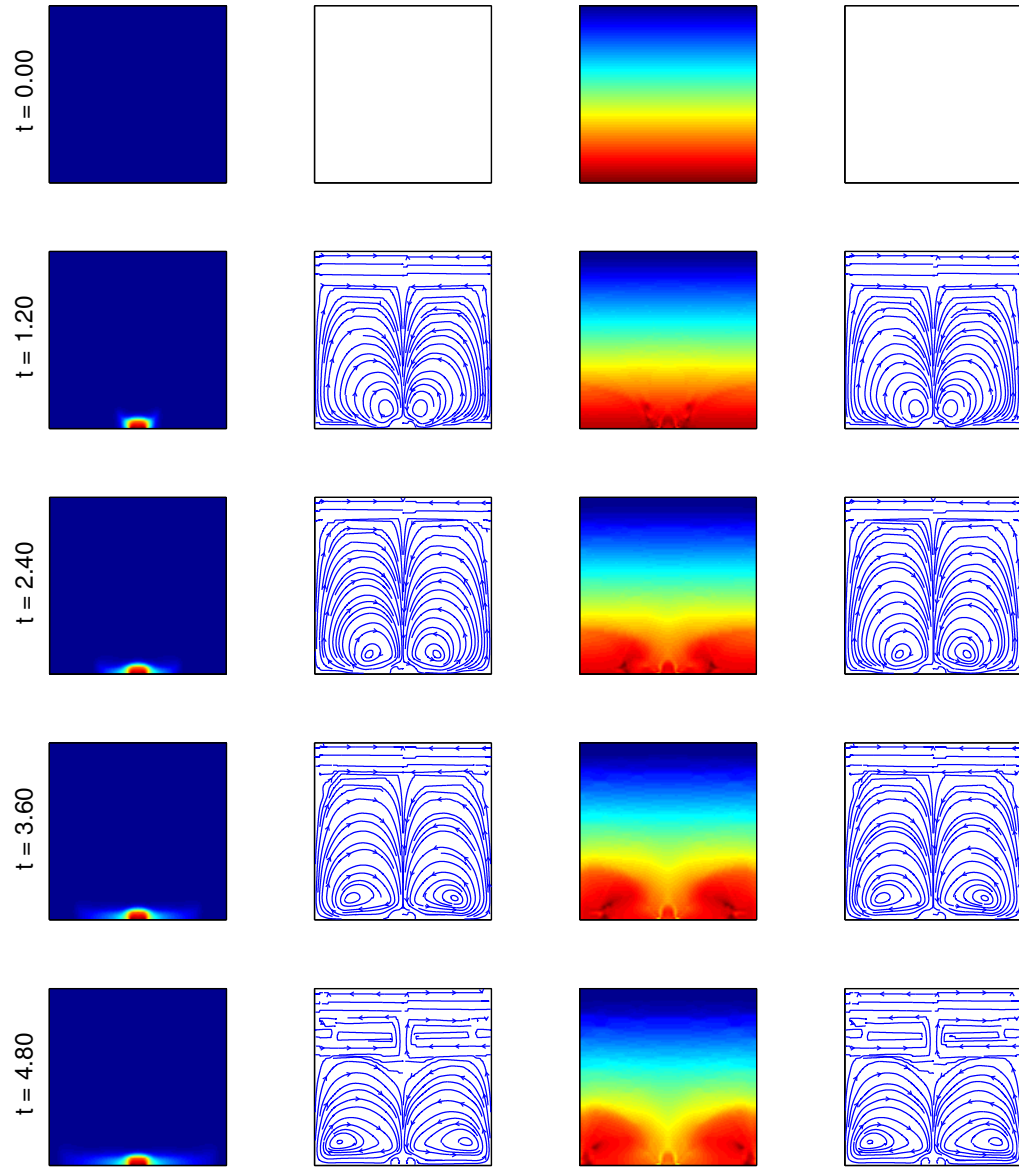 t = 0.00
t = 1.20
t = 2.40
t = 3.60
t = 4.80